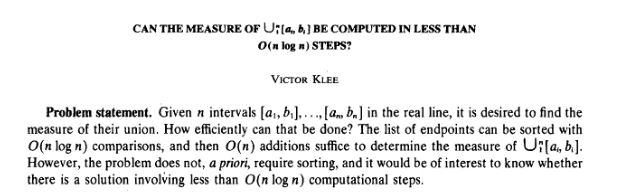 CAN THE MEASURE OF ⋃₁ⁿ[aᵢ, bᵢ] BE COMPUTED IN LESS THAN
O(n log n) STEPS?
VICTOR KLEE
Problem statement. Given n intervals [a₁, b₁],..., [aₙ, bₙ] in the real line, it is desired to find the
measure of their union. How efficiently can that be done? The list of endpoints can be sorted with
O(n log n) comparisons, and then O(n) additions suffice to determine the measure of ⋃₁ⁿ[aᵢ, bᵢ].
However, the problem does not, a priori, require sorting, and it would be of interest to know whether
there is a solution involving less than O(n log n) computational steps.